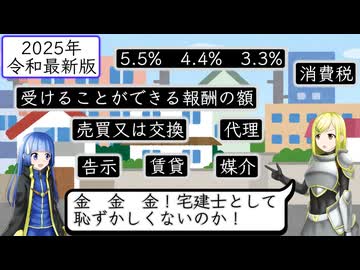 2025年
令和最新版
5.5% 4.4% 3.3%
消費税
受けることができる報酬の額
売買又は交換
代理
告示
賃貸
媒介
金 金 金!宅建士として
恥ずかしくないのか!